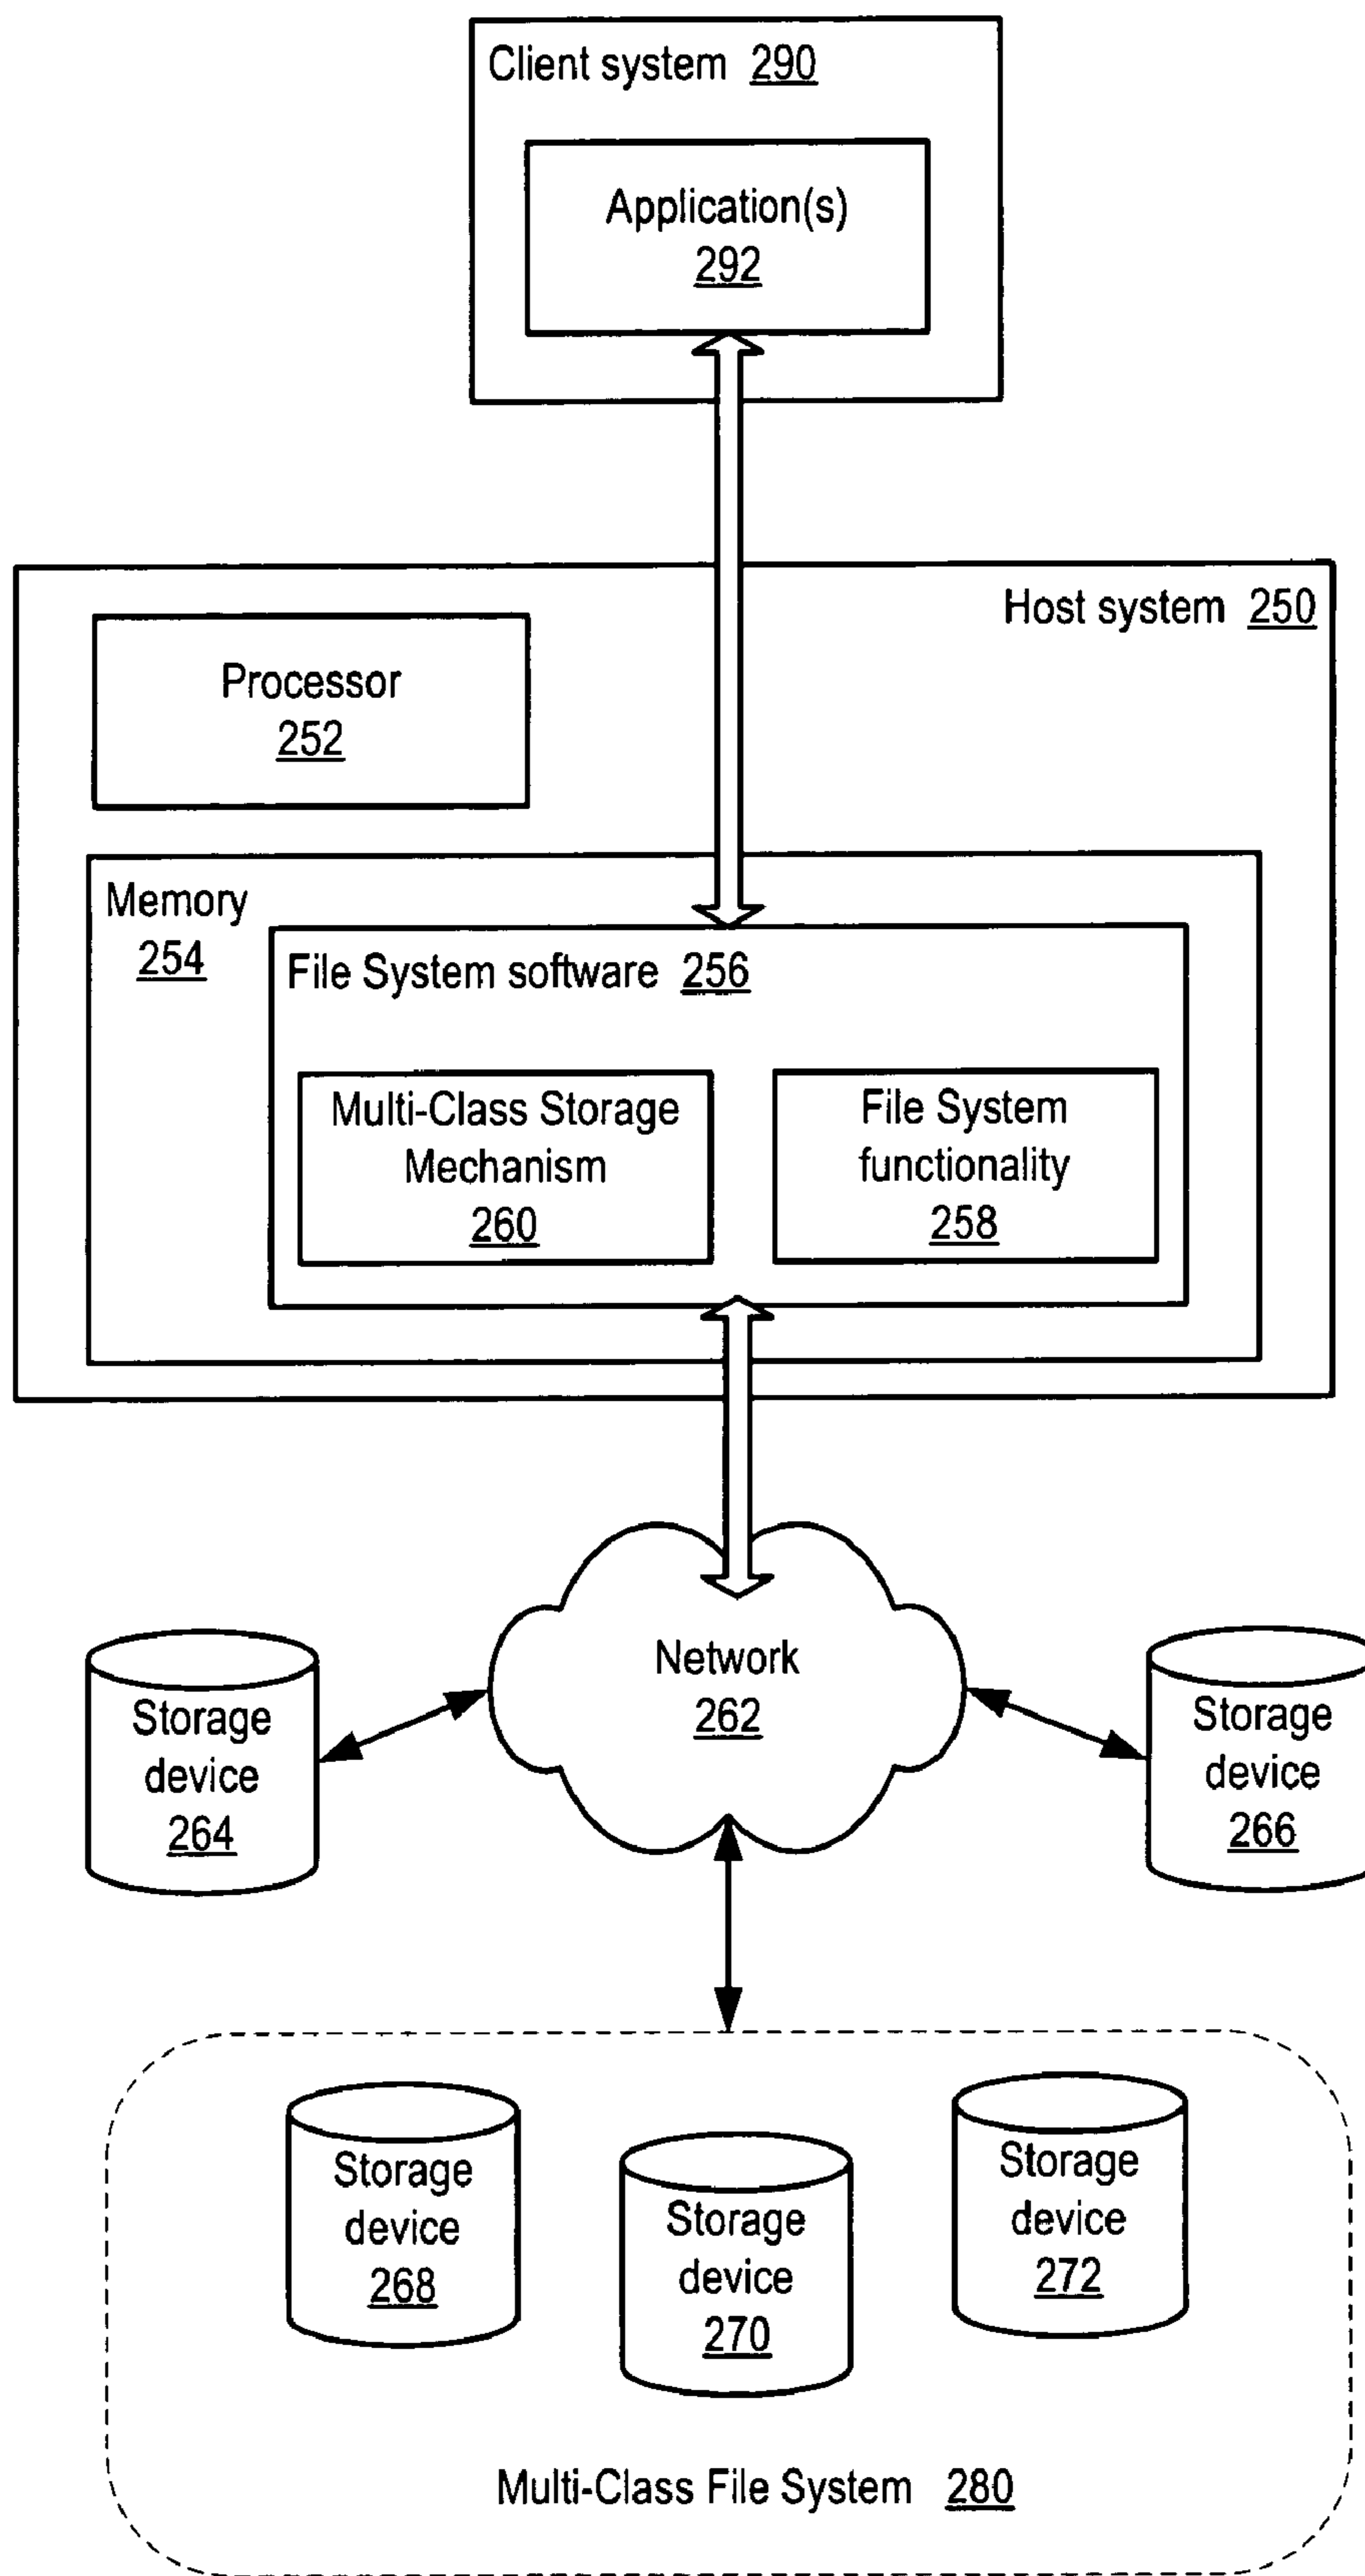 Client system 290
Application(s)
292
Host system 250
Processor
252
Memory
254
File System software 256
Multi-Class Storage
Mechanism
260
File System
functionality
258
Network
262
Storage
device
264
Storage
device
266
Storage
device
268
Storage
device
270
Storage
device
272
Multi-Class File System 280